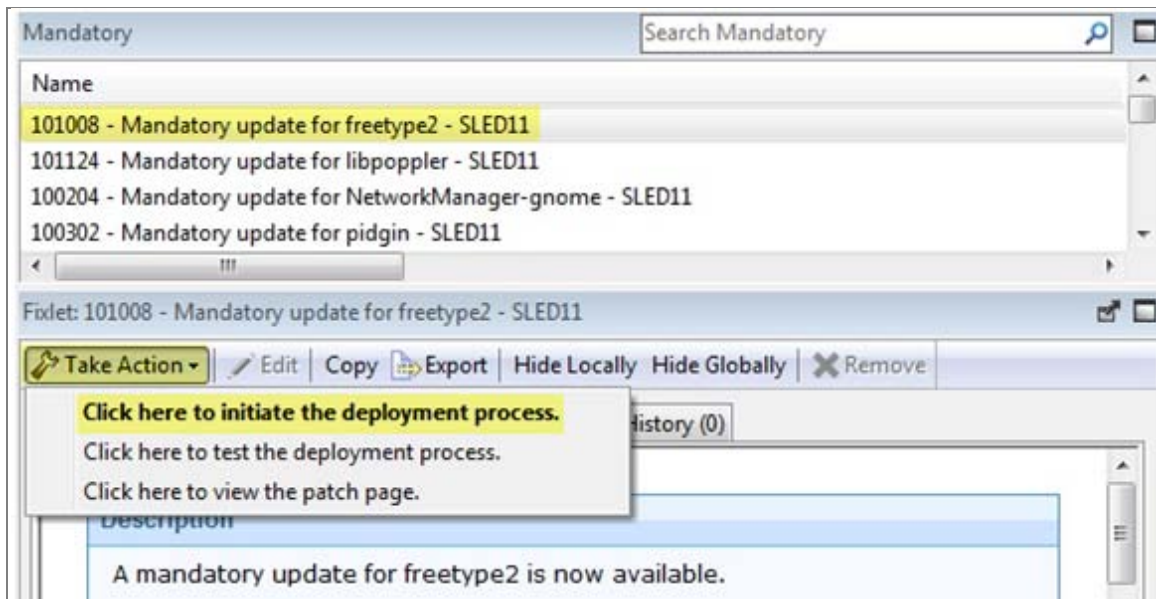 Mandatory
Search Mandatory
Name
101008 - Mandatory update for freetype2 - SLED11
101124 - Mandatory update for libpoppler - SLED11
100204 - Mandatory update for NetworkManager-gnome - SLED11
100302 - Mandatory update for pidgin - SLED11
Fixlet: 101008 - Mandatory update for freetype2 - SLED11
Take Action Edit Copy Export Hide Locally Hide Globally Remove
Click here to initiate the deployment process.
History (0)
Click here to test the deployment process.
Click here to view the patch page.
Description
A mandatory update for freetype2 is now available.